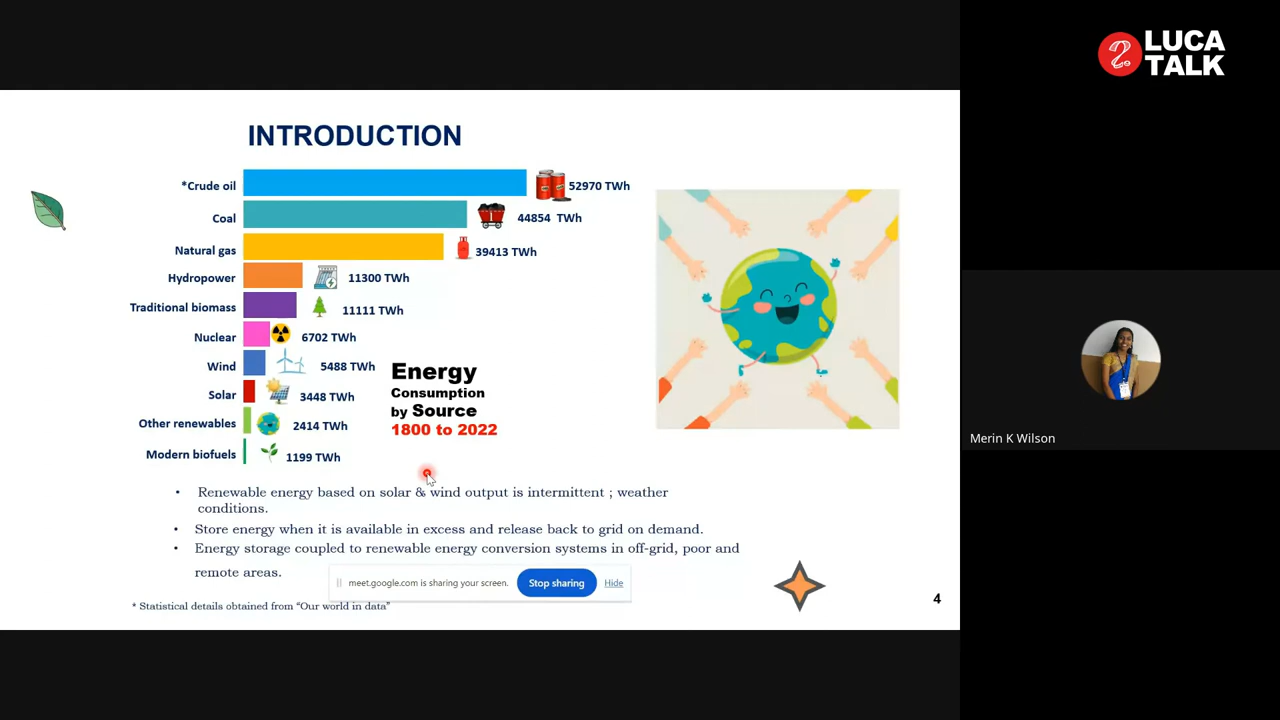 LUCA
TALK
INTRODUCTION
*Crude oil 52970 TWh
Coal 44854 TWh
Natural gas 39413 TWh
Hydropower 11300 TWh
Traditional biomass 11111 TWh
Nuclear 6702 TWh
Wind 5488 TWh
Solar 3448 TWh
Other renewables 2414 TWh
Modern biofuels 1199 TWh
Energy
Consumption
by Source
1800 to 2022
• Renewable energy based on solar & wind output is intermittent ; weather
conditions.
• Store energy when it is available in excess and release back to grid on demand.
• Energy storage coupled to renewable energy conversion systems in off-grid, poor and
remote areas.
meet.google.com is sharing your screen. Stop sharing Hide
* Statistical details obtained from "Our world in data"
4
Merin K Wilson